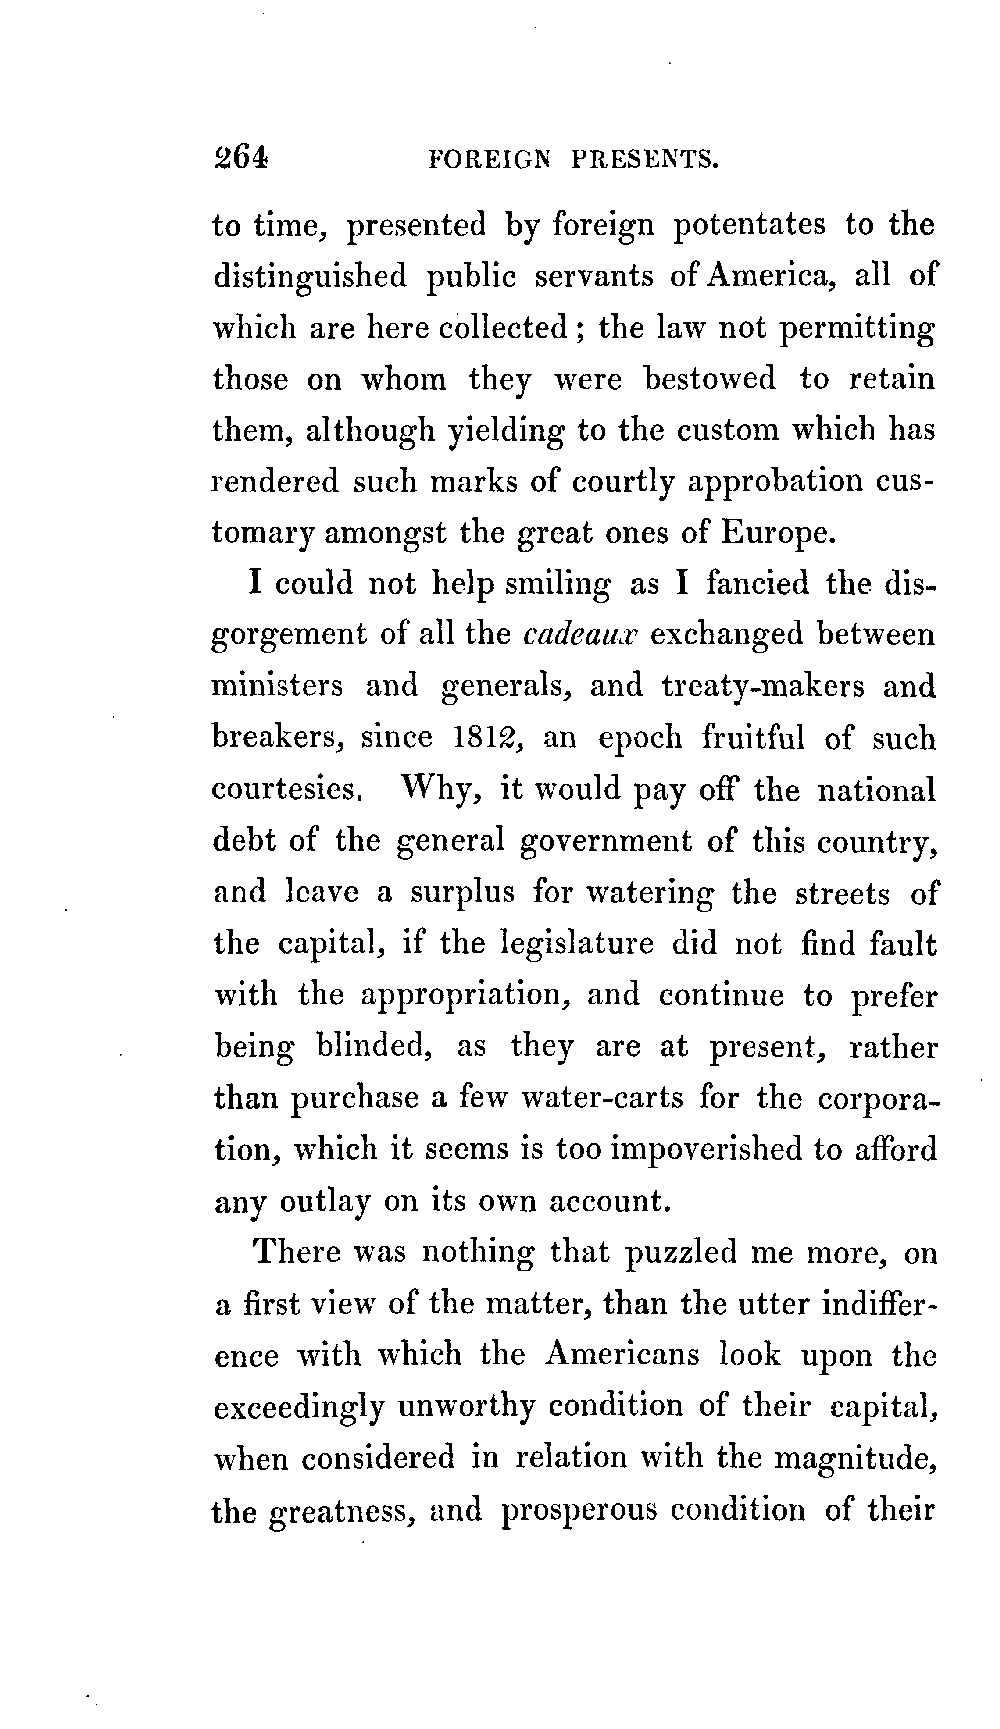 264 FOREIGN PRESENTS.
to time, presented by foreign potentates to the
distinguished public servants of America, all of
which are here collected ; the law not permitting
those on whom they were bestowed to retain
them, although yielding to the custom which has
rendered such marks of courtly approbation cus-
tomary amongst the great ones of Europe.
I could not help smiling as I fancied the dis-
gorgement of all the cadeaux exchanged between
ministers and generals, and treaty-makers and
breakers, since 1812, an epoch fruitful of such
courtesies. Why, it would pay off the national
debt of the general government of this country,
and leave a surplus for watering the streets of
the capital, if the legislature did not find fault
with the appropriation, and continue to prefer
being blinded, as they are at present, rather
than purchase a few water-carts for the corpora-
tion, which it seems is too impoverished to afford
any outlay on its own account.
There was nothing that puzzled me more, on
a first view of the matter, than the utter indiffer-
ence with which the Americans look upon the
exceedingly unworthy condition of their capital,
when considered in relation with the magnitude,
the greatness, and prosperous condition of their